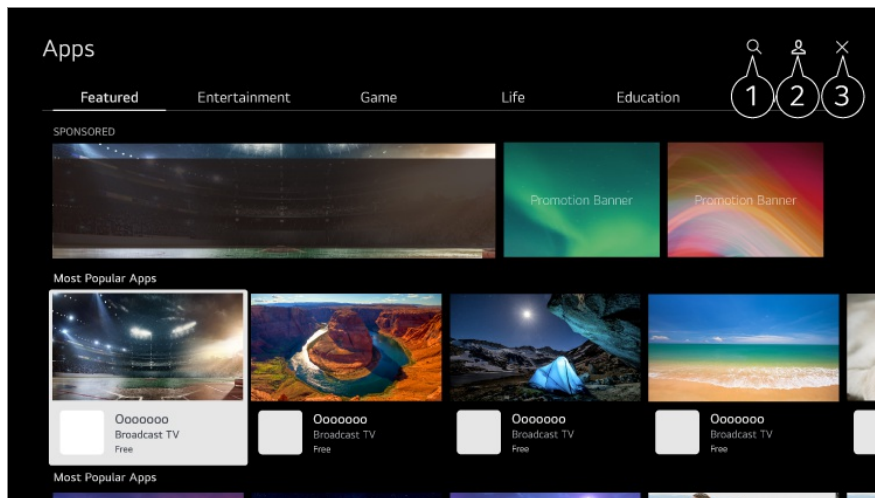 Apps
1 2 3
Featured Entertainment Game Life Education
SPONSORED
Promotion Banner Promotion Banner
Most Popular Apps
Ooooooo Ooooooo Ooooooo Ooooooo
Broadcast TV Broadcast TV Broadcast TV Broadcast TV
Free Free Free Free
Most Popular Apps